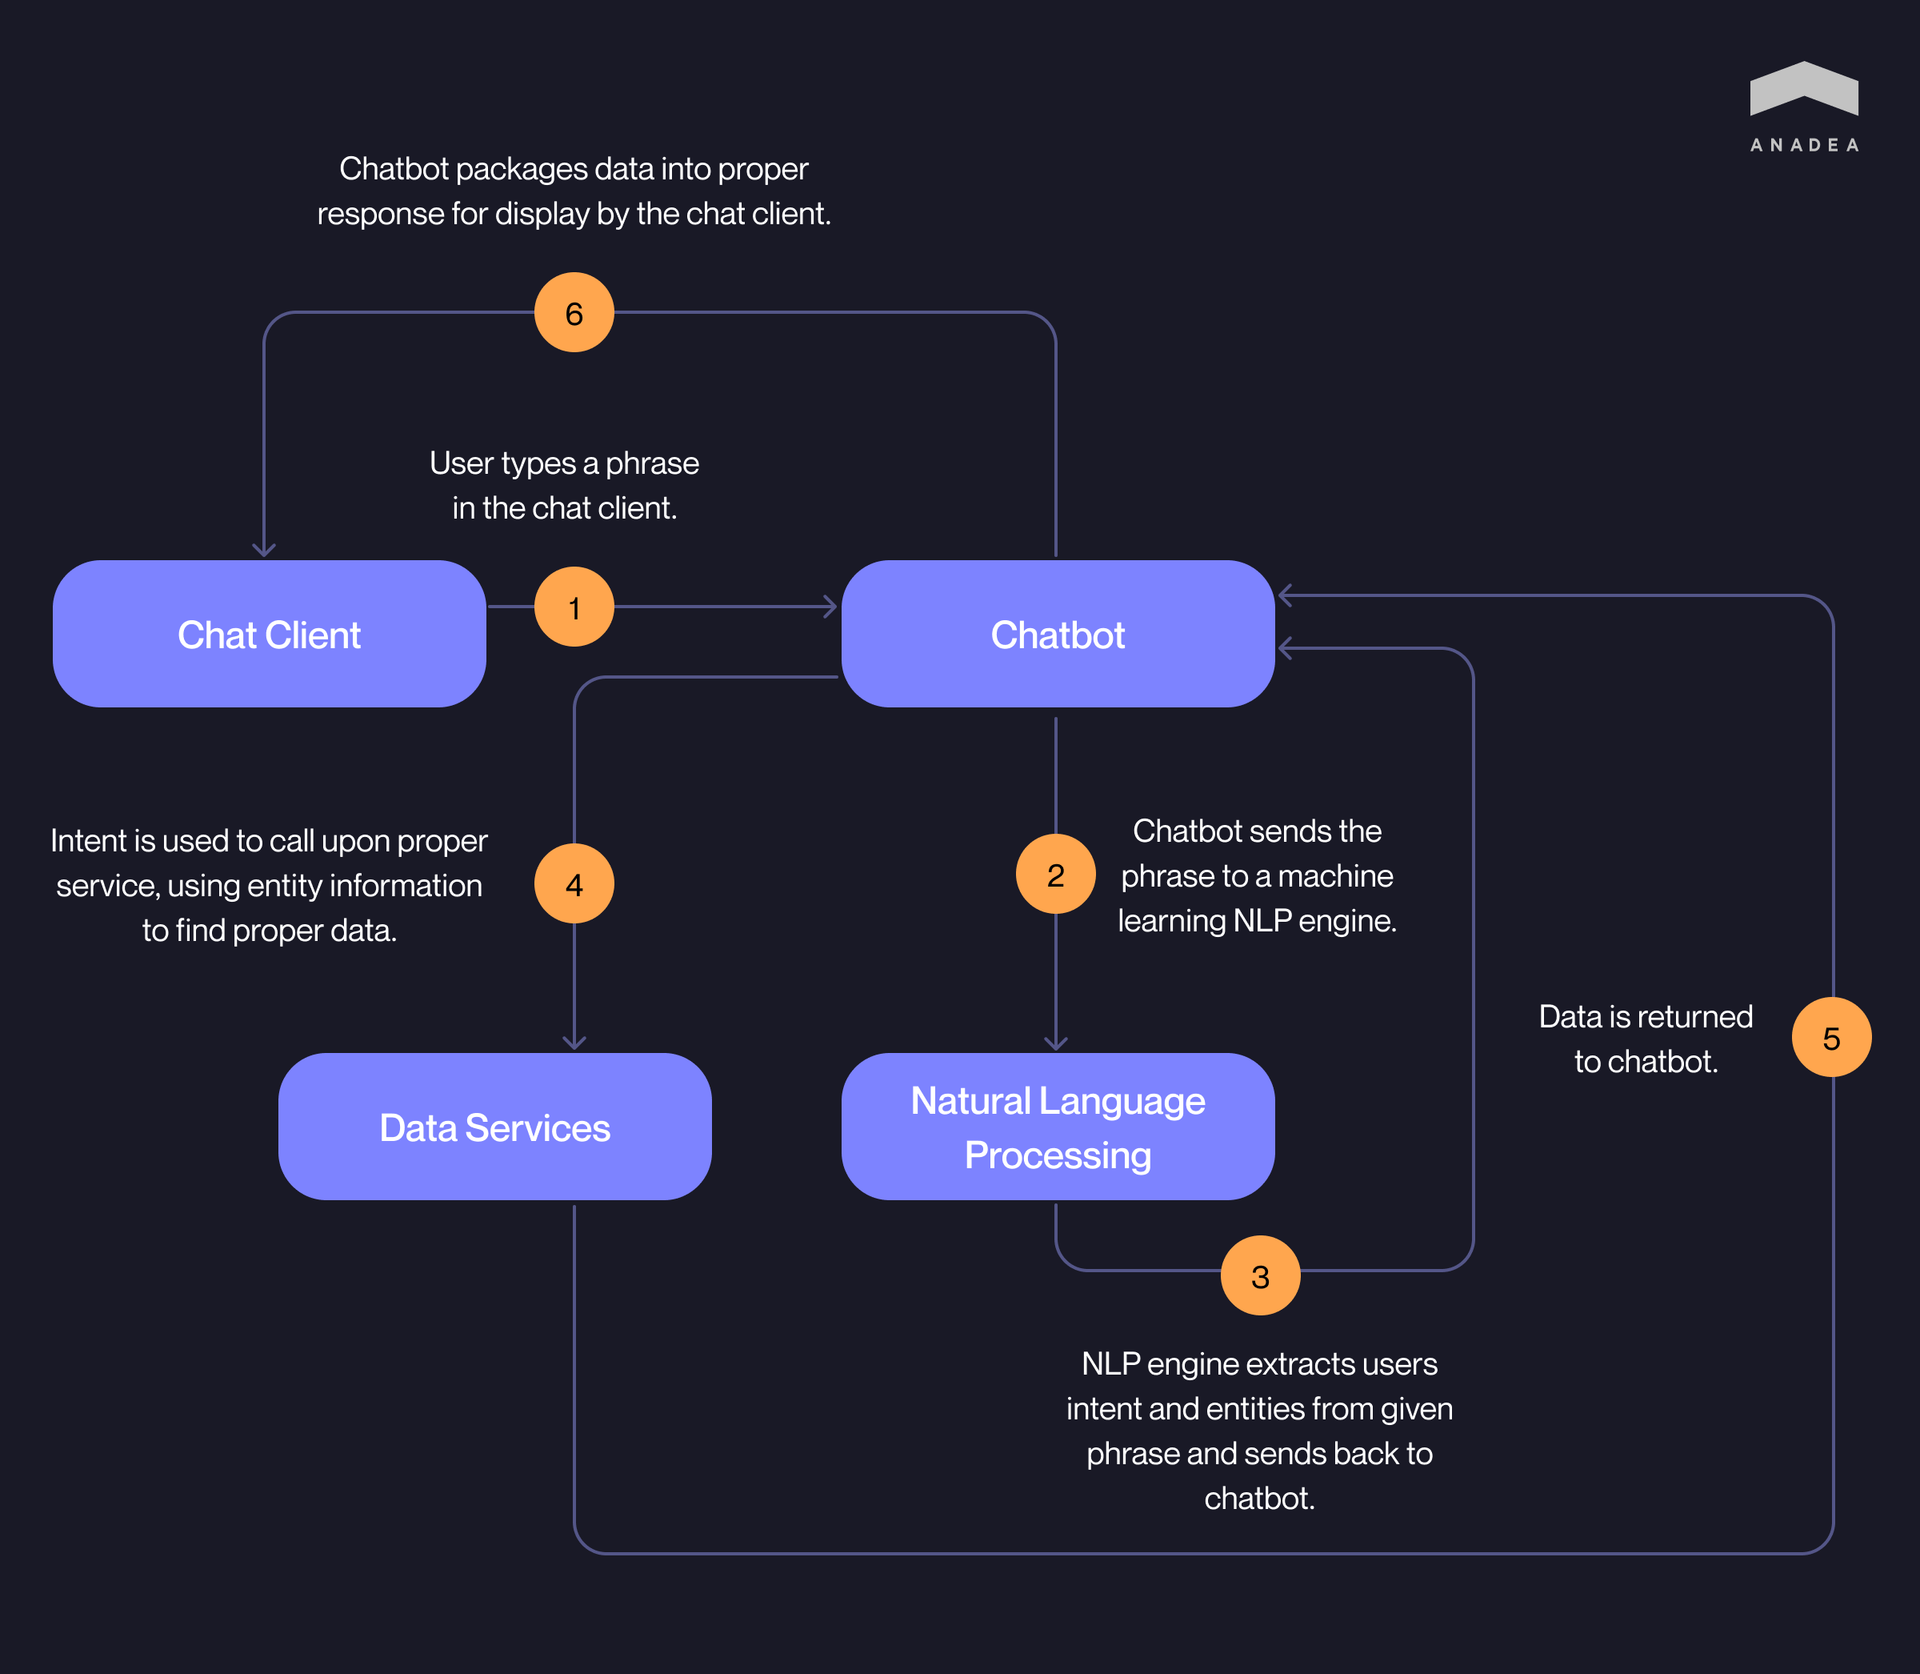 ANADEA
Chatbot packages data into proper
response for display by the chat client.
6
User types a phrase
in the chat client.
1
Chat Client
Chatbot
Intent is used to call upon proper
service, using entity information
to find proper data.
4
2
Chatbot sends the
phrase to a machine
learning NLP engine.
Data is returned
to chatbot.
5
Data Services
Natural Language
Processing
3
NLP engine extracts users
intent and entities from given
phrase and sends back to
chatbot.